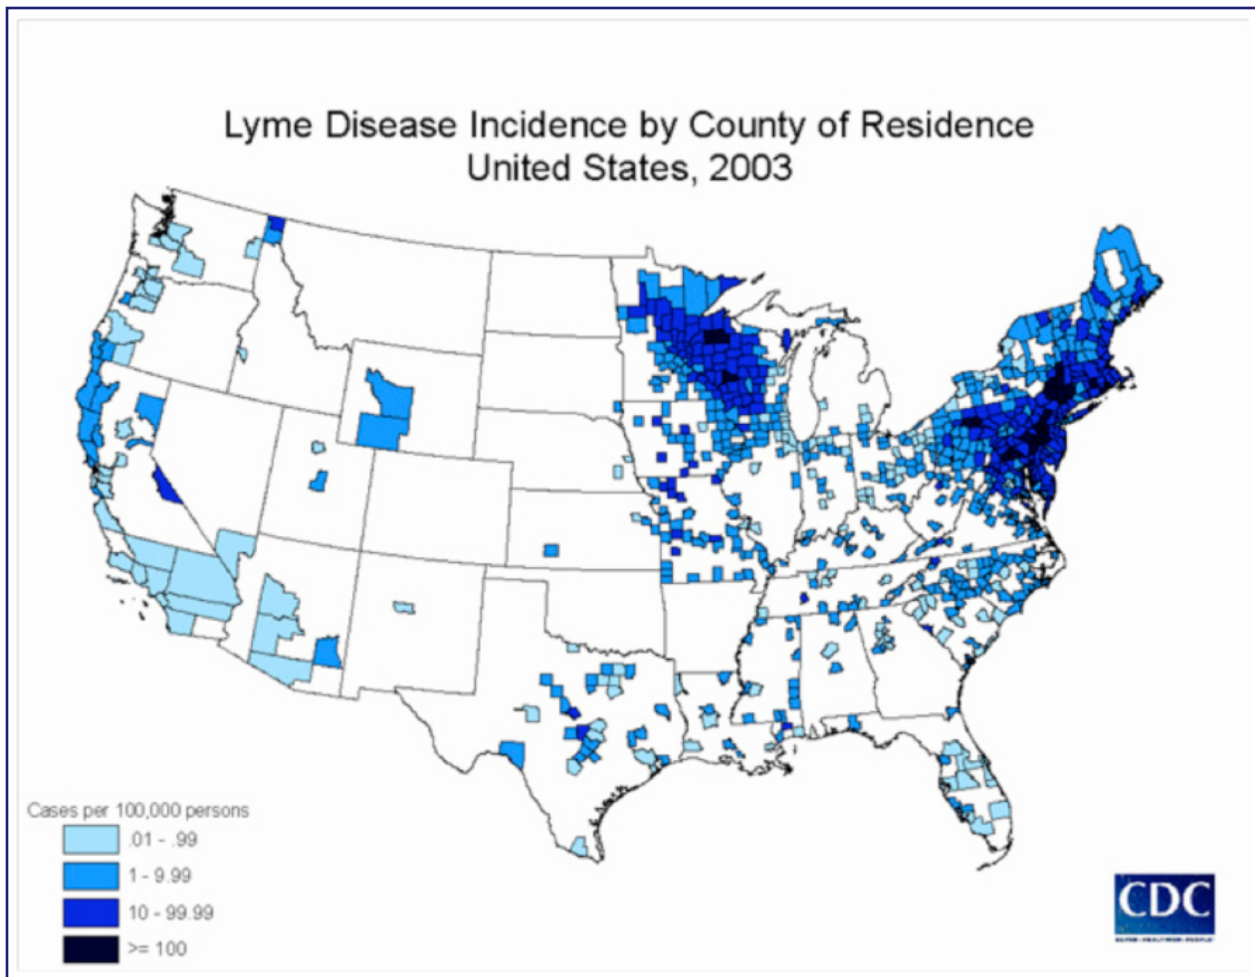 Lyme Disease Incidence by County of Residence
United States, 2003
Cases per 100,000 persons
.01 - .99
1 - 9.99
10 - 99.99
>= 100
CDC